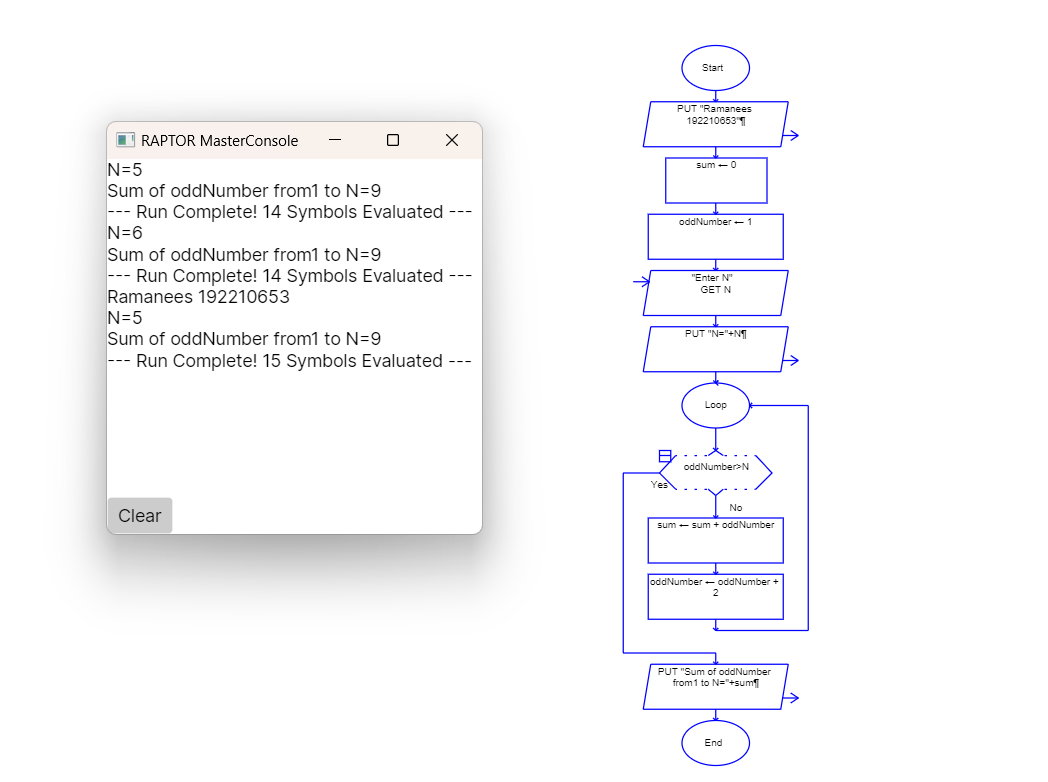 RAPTOR MasterConsole
N=5
Sum of oddNumber from1 to N=9
--- Run Complete! 14 Symbols Evaluated ---
N=6
Sum of oddNumber from1 to N=9
--- Run Complete! 14 Symbols Evaluated ---
Ramanees 192210653
N=5
Sum of oddNumber from1 to N=9
--- Run Complete! 15 Symbols Evaluated ---
Clear
Start
PUT "Ramanees
192210653"¶
sum ← 0
oddNumber ← 1
"Enter N"
GET N
PUT "N="+N¶
Loop
oddNumber>N
Yes
No
sum ← sum + oddNumber
oddNumber ← oddNumber +
2
PUT "Sum of oddNumber
from1 to N="+sum¶
End